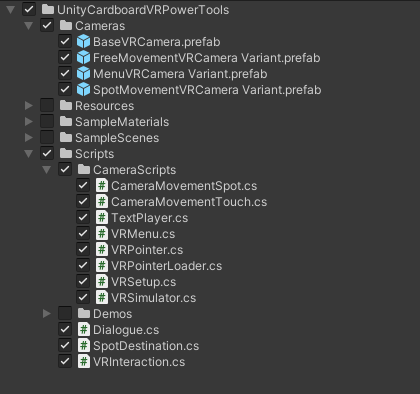 UnityCardboardVRPowerTools
Cameras
BaseVRCamera.prefab
FreeMovementVRCamera Variant.prefab
MenuVRCamera Variant.prefab
SpotMovementVRCamera Variant.prefab
Resources
SampleMaterials
SampleScenes
Scripts
CameraScripts
# CameraMovementSpot.cs
# CameraMovementTouch.cs
# TextPlayer.cs
# VRMenu.cs
# VRPointer.cs
# VRPointerLoader.cs
# VRSetup.cs
# VRSimulator.cs
Demos
# Dialogue.cs
# SpotDestination.cs
# VRInteraction.cs